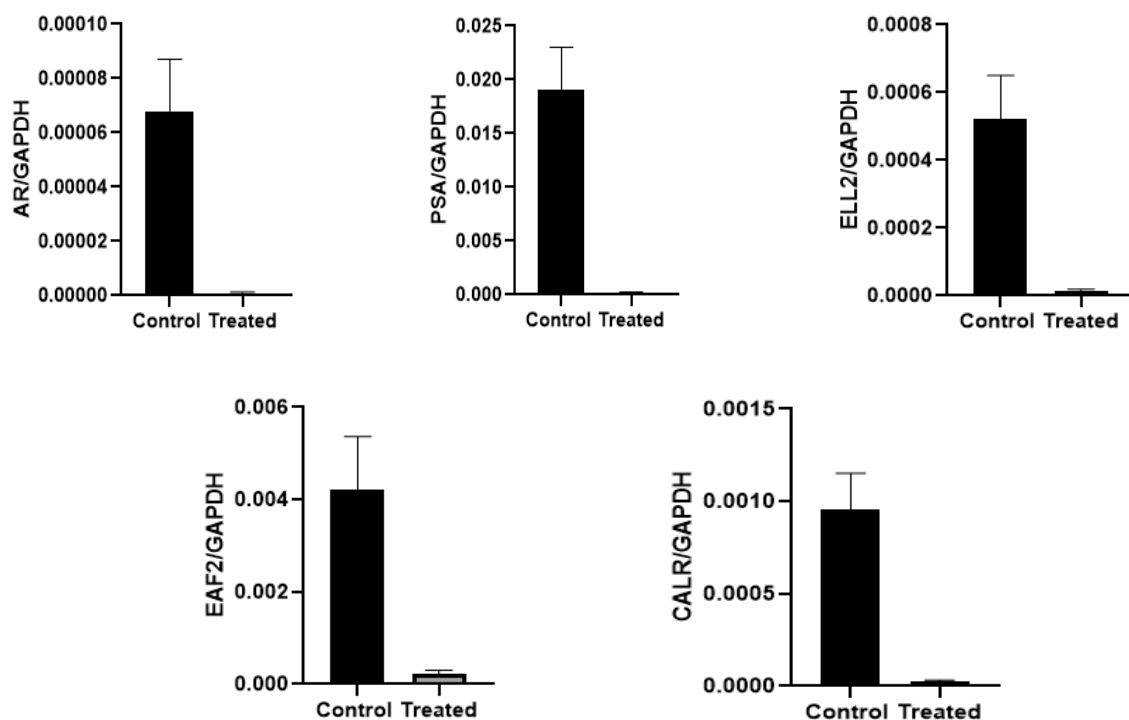 AR/GAPDH
0.00010
0.00008
0.00006
0.00004
0.00002
0.00000
Control Treated
PSA/GAPDH
0.025
0.020
0.015
0.010
0.005
0.000
Control Treated
ELL2/GAPDH
0.0008
0.0006
0.0004
0.0002
0.0000
Control Treated
EAF2/GAPDH
0.006
0.004
0.002
0.000
Control Treated
CALR/GAPDH
0.0015
0.0010
0.0005
0.0000
Control Treated